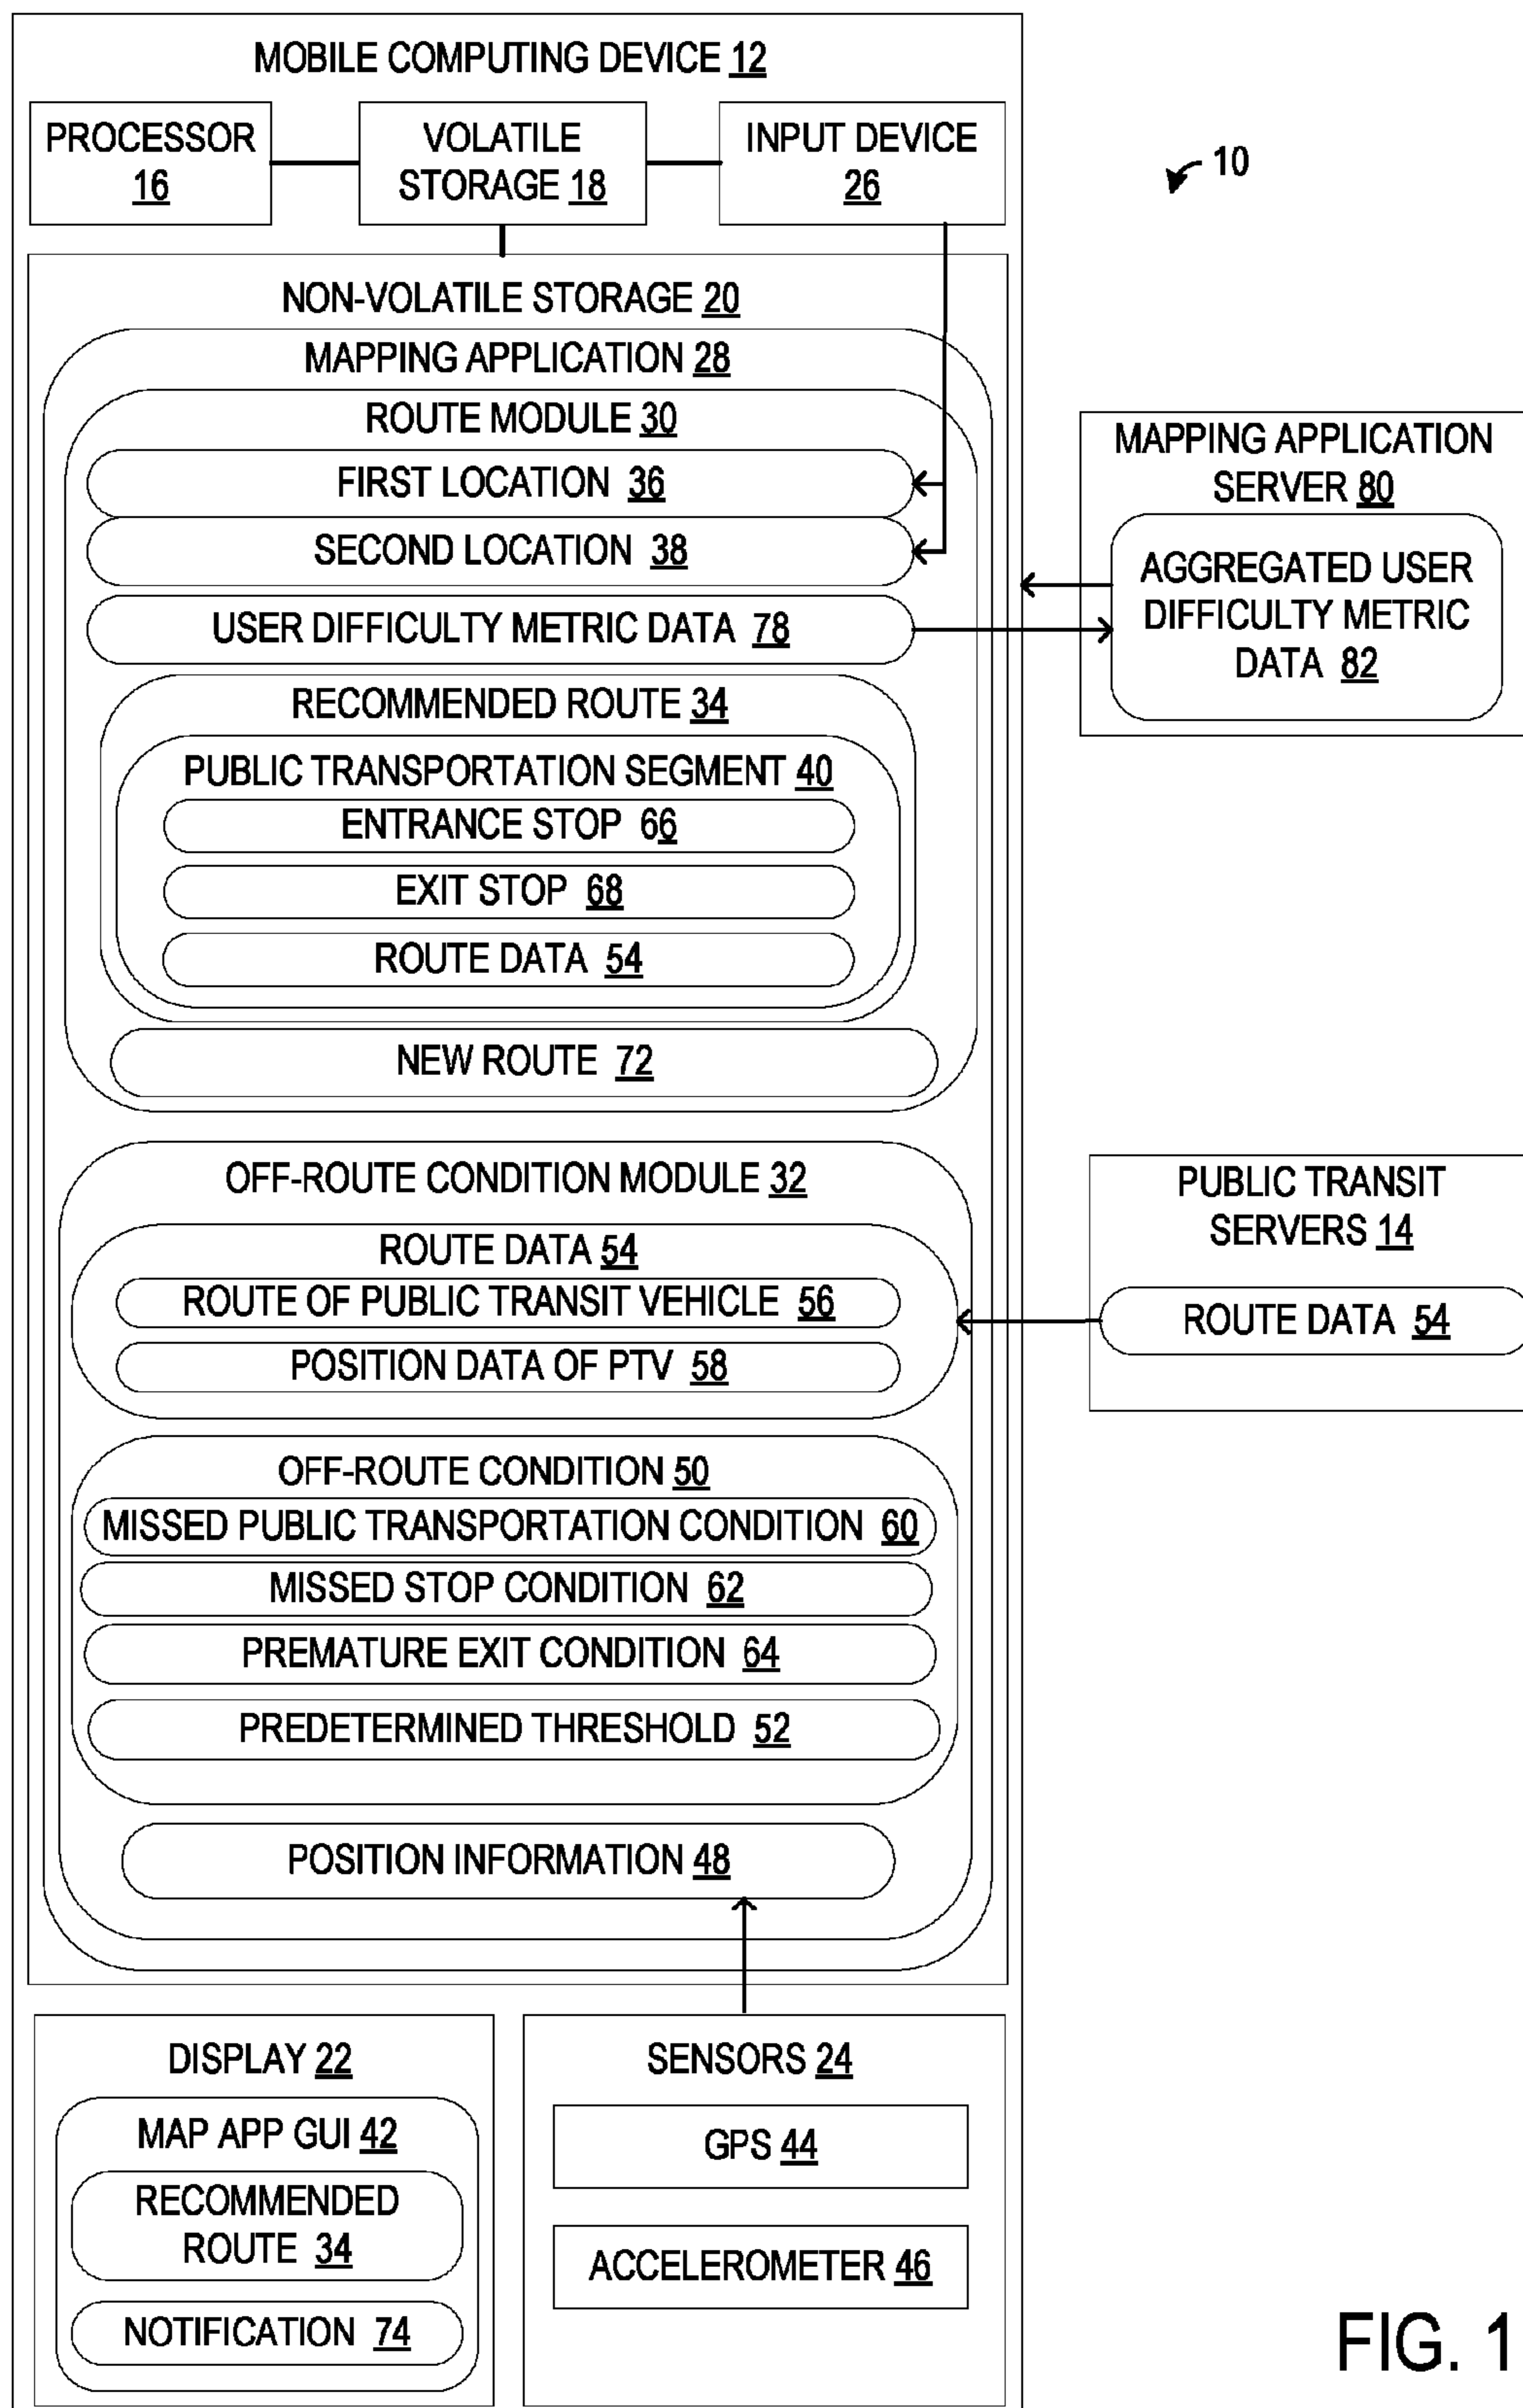 MOBILE COMPUTING DEVICE 12
PROCESSOR
16
VOLATILE
STORAGE 18
INPUT DEVICE
26
10
NON-VOLATILE STORAGE 20
MAPPING APPLICATION 28
ROUTE MODULE 30
FIRST LOCATION 36
SECOND LOCATION 38
USER DIFFICULTY METRIC DATA 78
RECOMMENDED ROUTE 34
PUBLIC TRANSPORTATION SEGMENT 40
ENTRANCE STOP 66
EXIT STOP 68
ROUTE DATA 54
NEW ROUTE 72
MAPPING APPLICATION
SERVER 80
AGGREGATED USER
DIFFICULTY METRIC
DATA 82
OFF-ROUTE CONDITION MODULE 32
ROUTE DATA 54
ROUTE OF PUBLIC TRANSIT VEHICLE 56
POSITION DATA OF PTV 58
PUBLIC TRANSIT
SERVERS 14
ROUTE DATA 54
OFF-ROUTE CONDITION 50
MISSED PUBLIC TRANSPORTATION CONDITION 60
MISSED STOP CONDITION 62
PREMATURE EXIT CONDITION 64
PREDETERMINED THRESHOLD 52
POSITION INFORMATION 48
DISPLAY 22
MAP APP GUI 42
RECOMMENDED
ROUTE 34
NOTIFICATION 74
SENSORS 24
GPS 44
ACCELEROMETER 46
FIG. 1